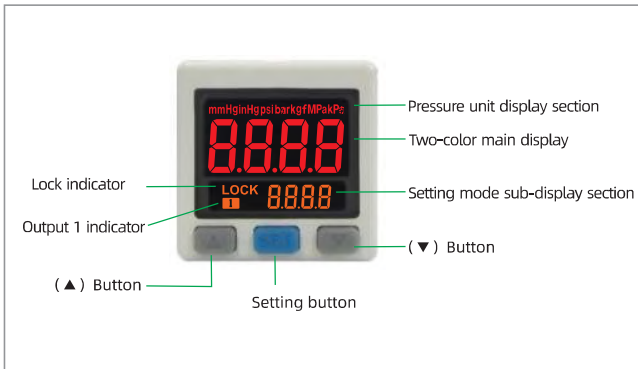 mmHginHgpsibarkgfMPakPa
8.8.8.8
LOCK 8.8.8.8
1
SET
Pressure unit display section
Two-color main display
Lock indicator
Setting mode sub-display section
Output 1 indicator
(▼) Button
(▲) Button
Setting button